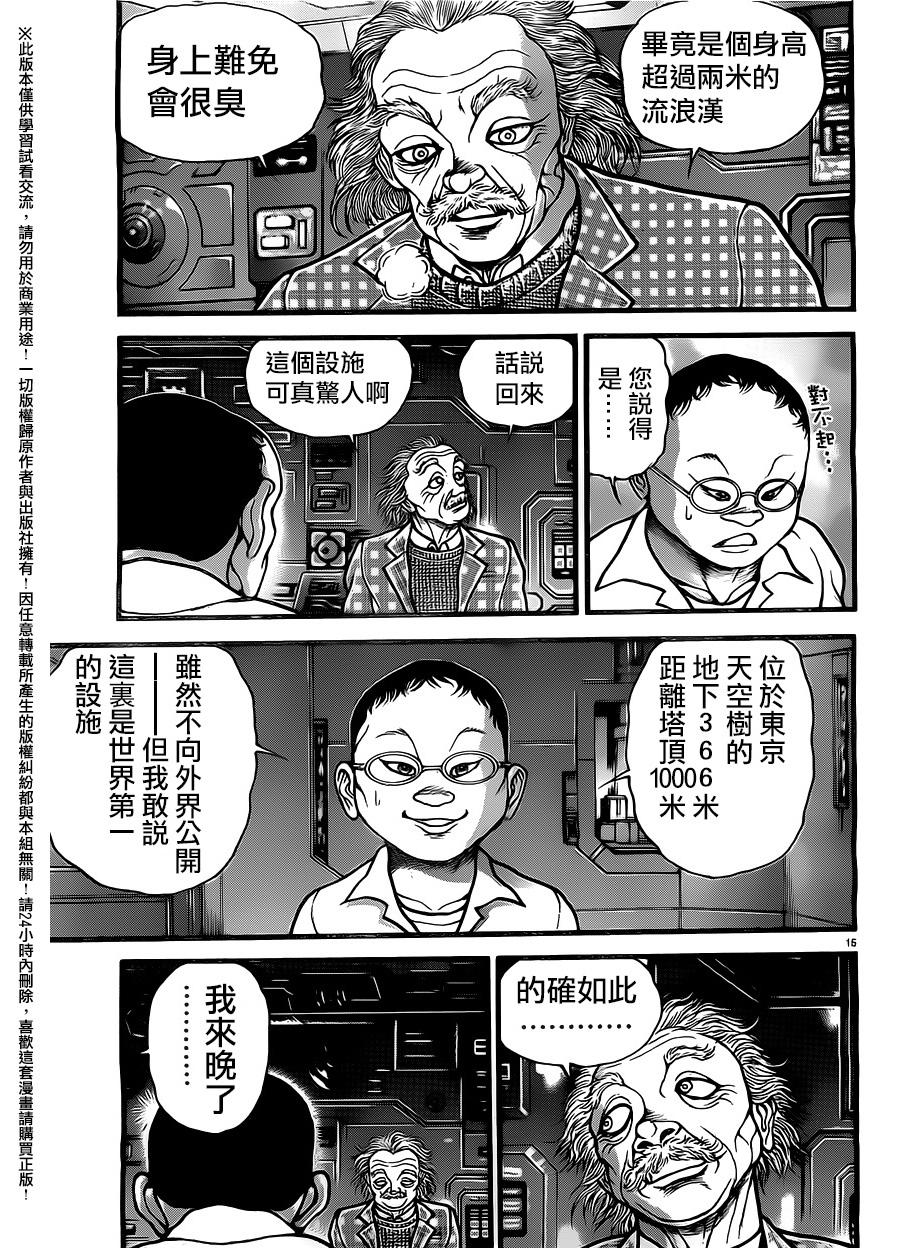 畢竟是個身高
超過兩米的
流浪漢
身上難免
會很臭
您說得
是……
對不起…
話説
回來
這個設施
可真驚人啊
位於東京
天空樹的
地下366米
距離塔頂
1000米
雖然不向外界公開
——但我敢説
這裏是世界第一
的設施
16
的確如此
…………
我來晚了
…………
※此版本僅供學習試看交流，請勿用於商業用途！一切版權歸原作者與出版社擁有！因任意轉載所產生的版權糾紛都與本組無關！請24小時內刪除，喜歡這套漫畫請購買正版！